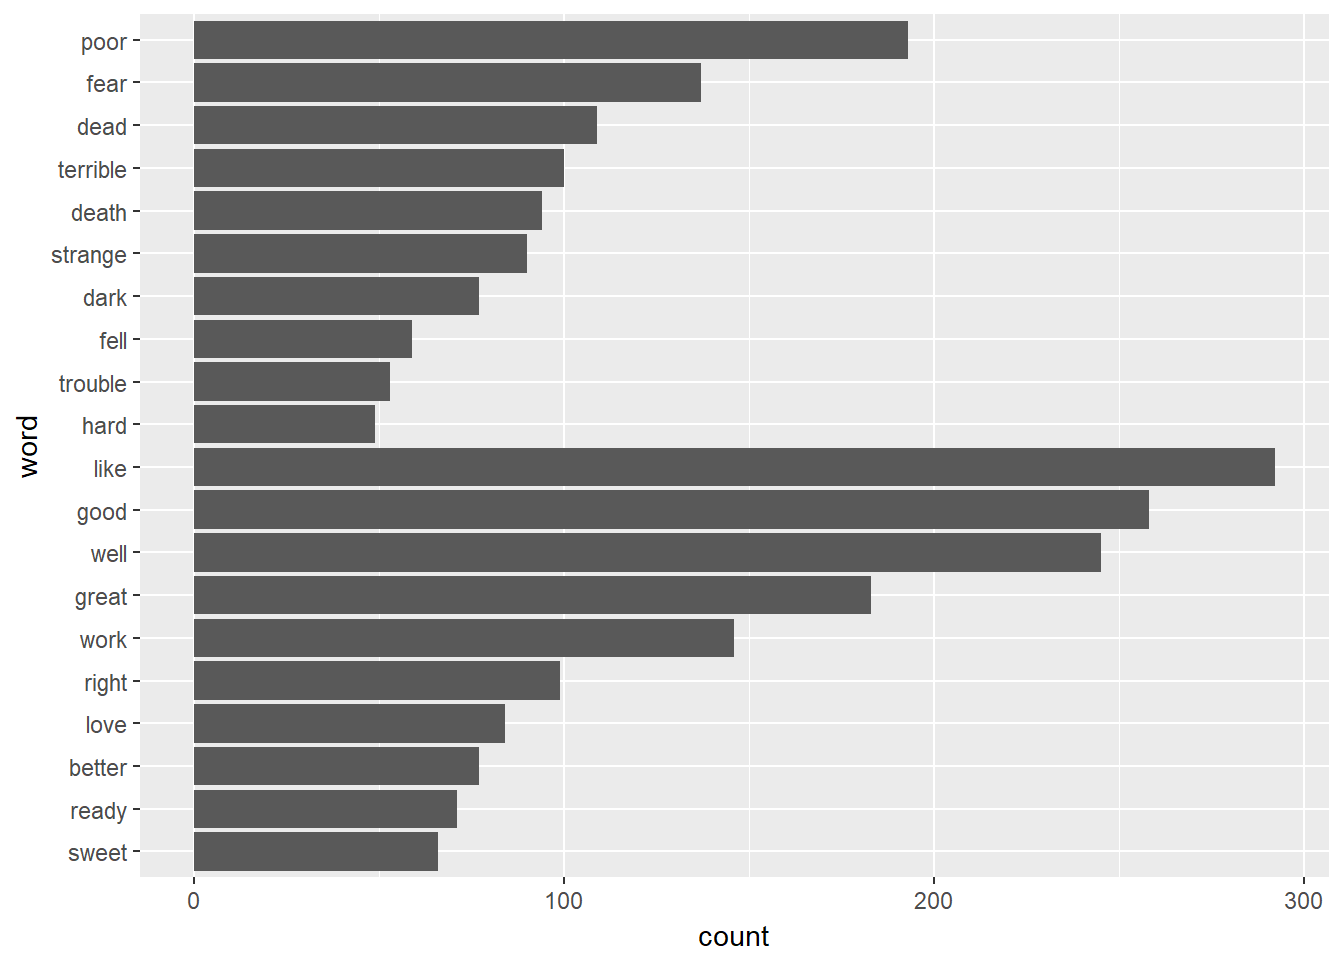 poor
fear
dead
terrible
death
strange
dark
fell
trouble
hard
like
good
well
great
work
right
love
better
ready
sweet
word
0 100 200 300
count